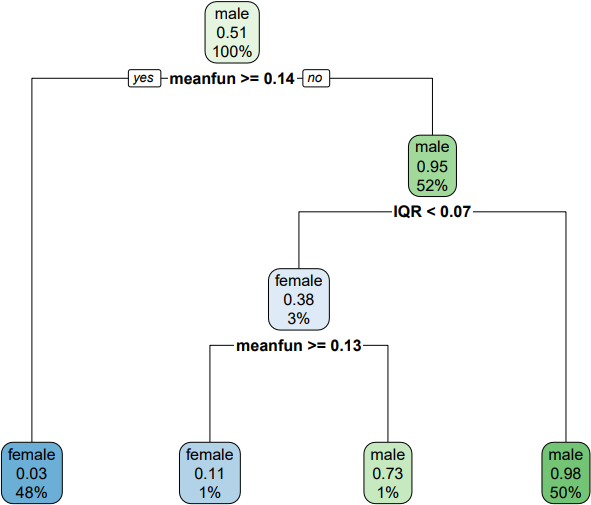 male
0.51
100%
yes meanfun >= 0.14 no
male
0.95
52%
IQR < 0.07
female
0.38
3%
meanfun >= 0.13
female
0.03
48%
female
0.11
1%
male
0.73
1%
male
0.98
50%